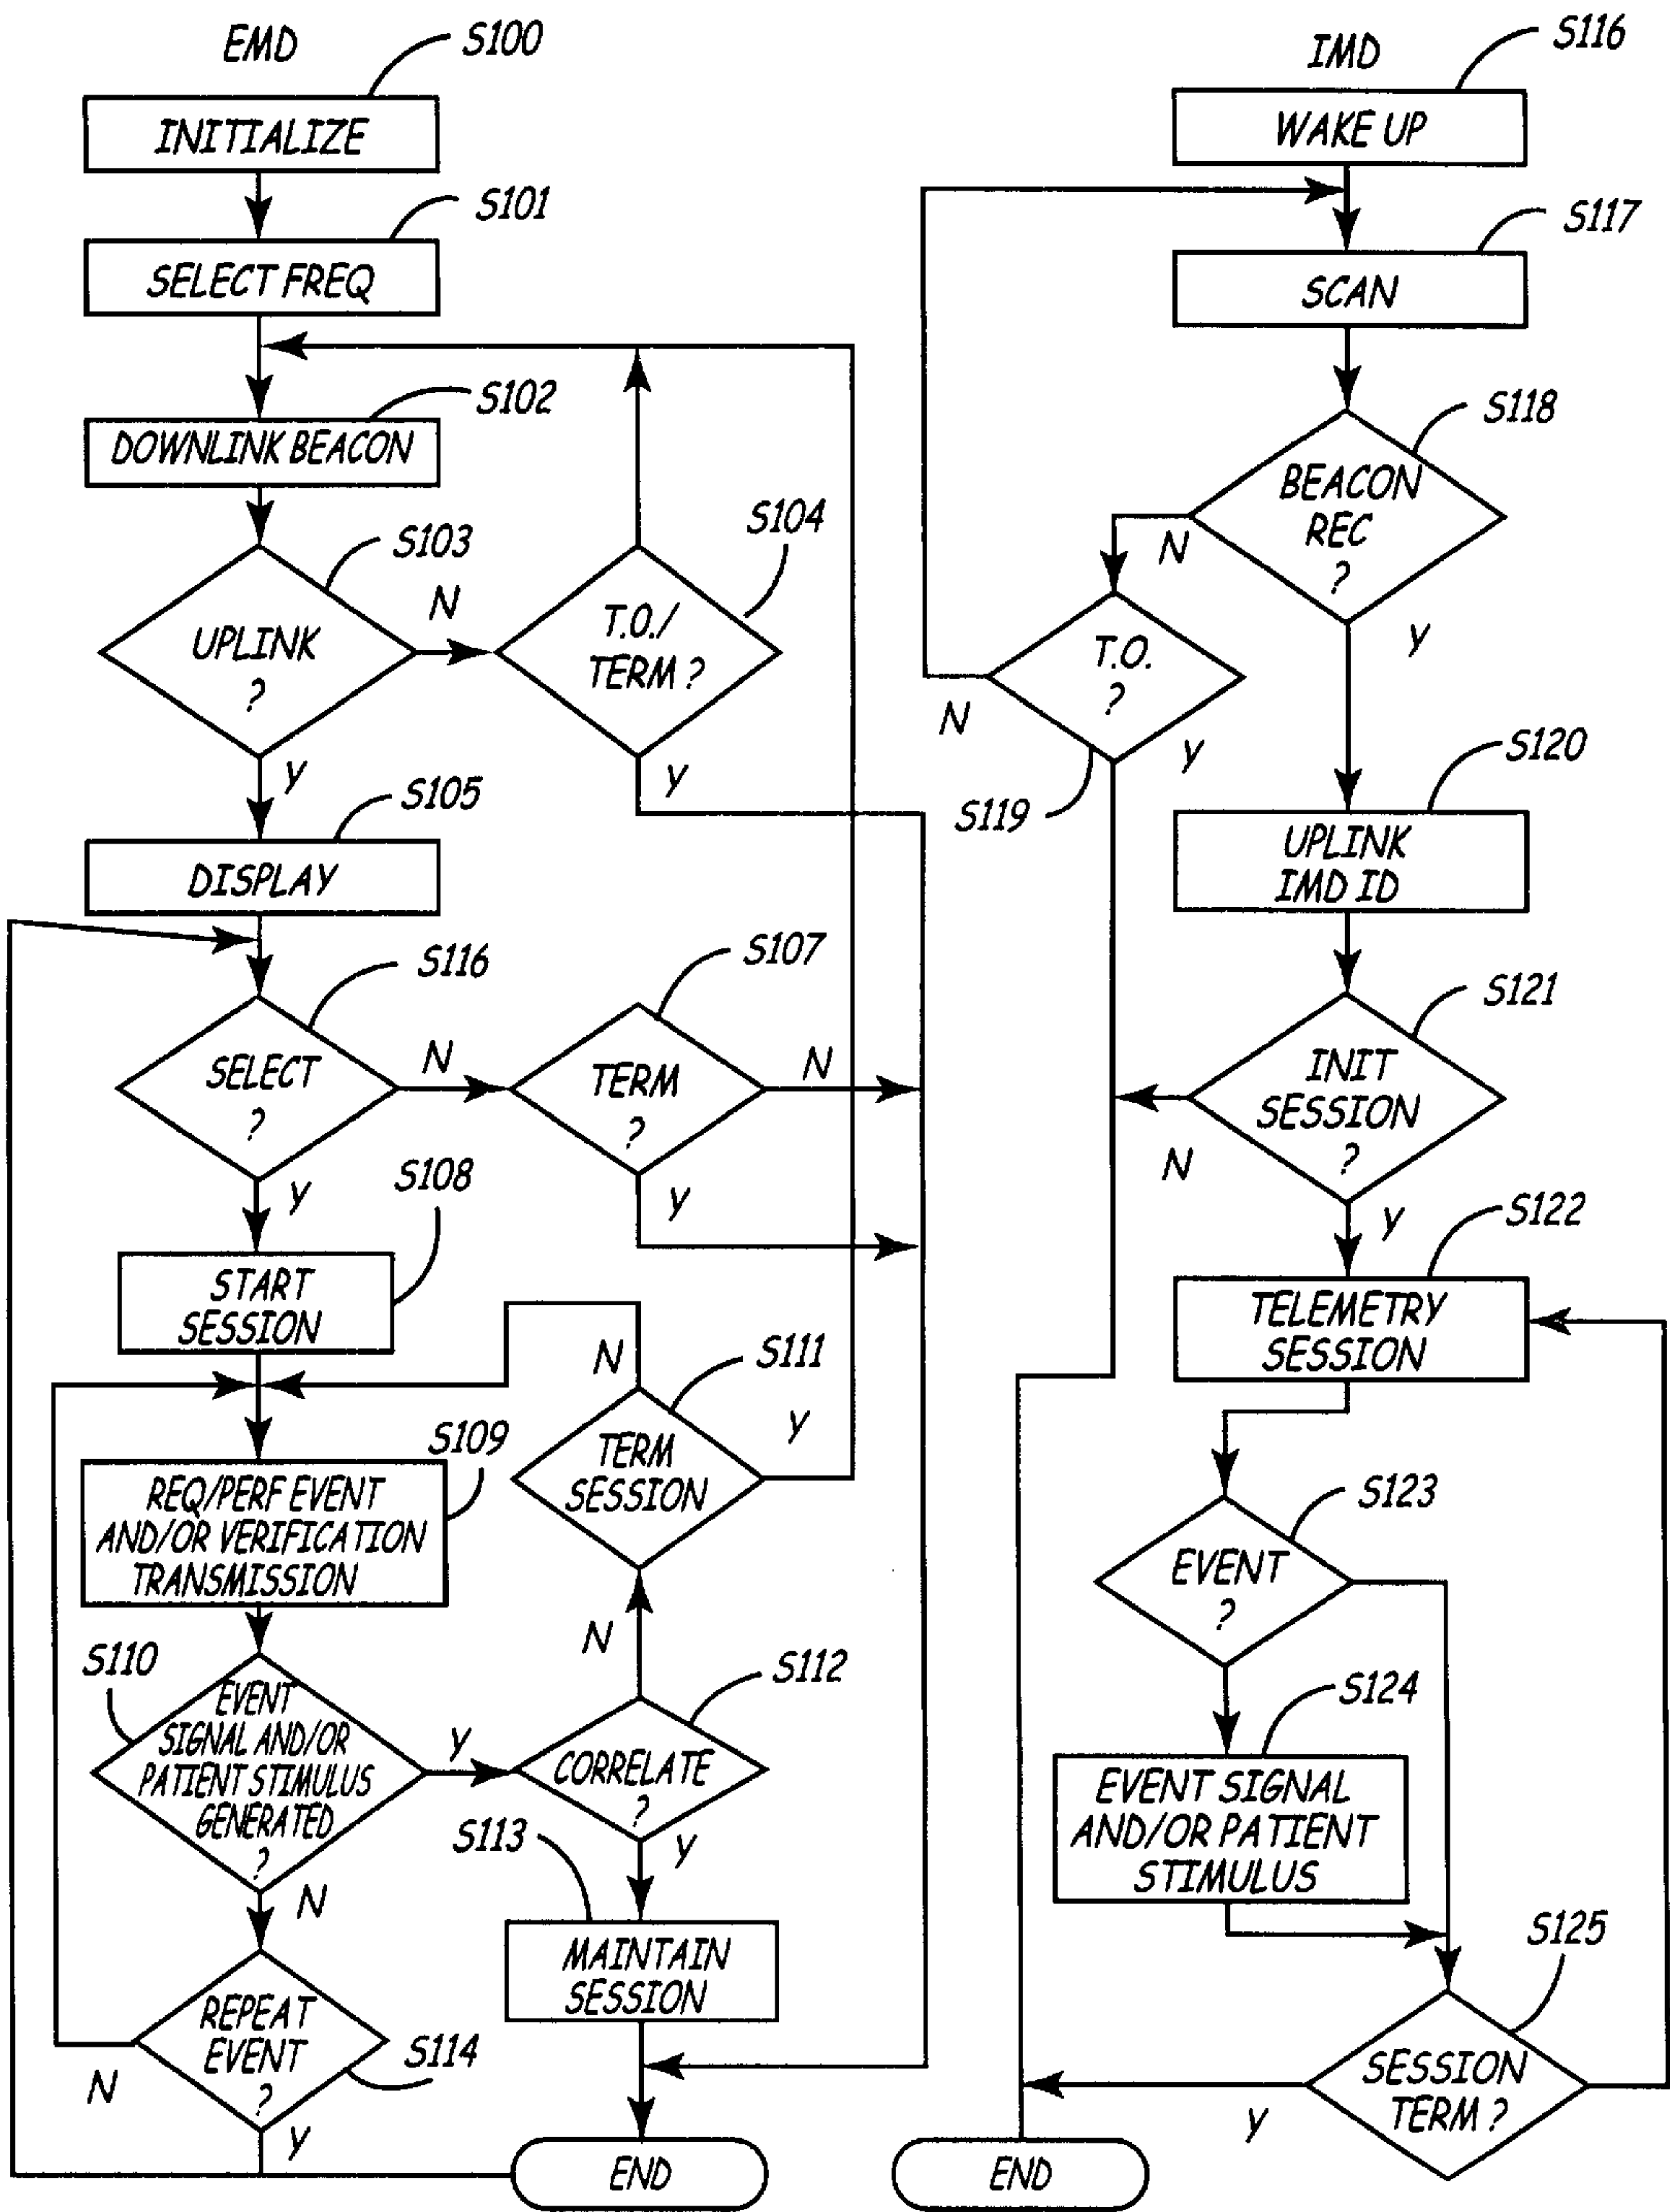 EMD
S100
INITIALIZE
S101
SELECT FREQ
S102
DOWNLINK BEACON
S103
UPLINK
?
N
y
S104
T.O./
TERM ?
y
S105
DISPLAY
S116
SELECT
?
N
y
S107
TERM
?
N
y
S108
START
SESSION
S109
REQ/PERF EVENT
AND/OR VERIFICATION
TRANSMISSION
S110
EVENT
SIGNAL AND/OR
PATIENT STIMULUS
GENERATED
?
y
N
S111
TERM
SESSION
N
y
S112
CORRELATE
?
N
y
S113
MAINTAIN
SESSION
S114
REPEAT
EVENT
?
N
y
END
IMD
S116
WAKE UP
S117
SCAN
S118
BEACON
REC
?
N
y
S119
T.O.
?
N
y
S120
UPLINK
IMD ID
S121
INIT
SESSION
?
N
y
S122
TELEMETRY
SESSION
S123
EVENT
?
S124
EVENT SIGNAL
AND/OR PATIENT
STIMULUS
S125
SESSION
TERM ?
y
END